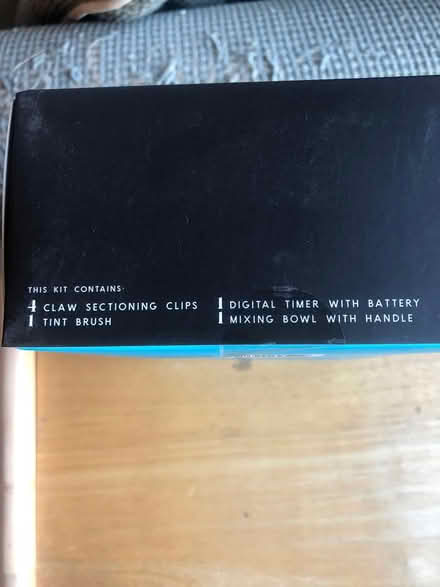 THIS KIT CONTAINS:
4 CLAW SECTIONING CLIPS
1 TINT BRUSH
1 DIGITAL TIMER WITH BATTERY
1 MIXING BOWL WITH HANDLE